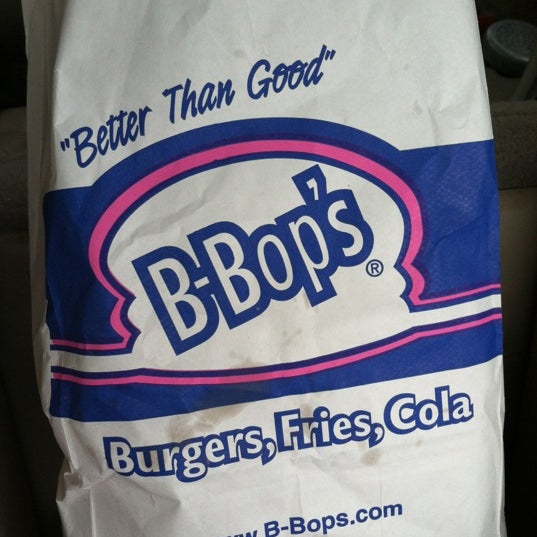 "Better Than Good"
B-Bop's®
Burgers, Fries, Cola
B-Bops.com